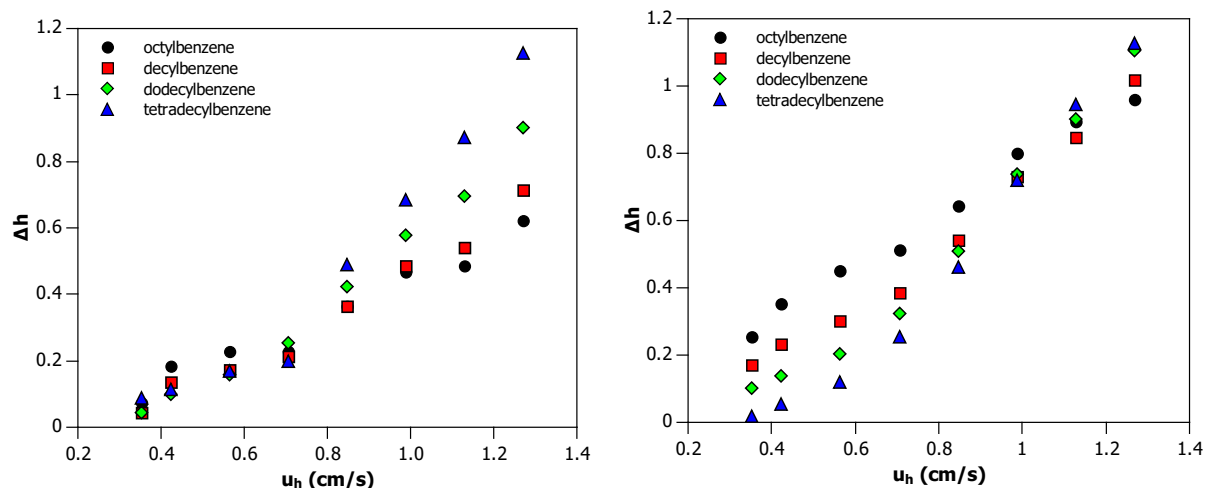 1.2
1
0.8
0.6
0.4
0.2
0
Δh
octylbenzene
decylbenzene
dodecylbenzene
tetradecylbenzene
0.2 0.4 0.6 0.8 1.0 1.2 1.4
uh (cm/s)
1.2
1
0.8
0.6
0.4
0.2
0
Δh
octylbenzene
decylbenzene
dodecylbenzene
tetradecylbenzene
0.2 0.4 0.6 0.8 1 1.2 1.4
uh (cm/s)